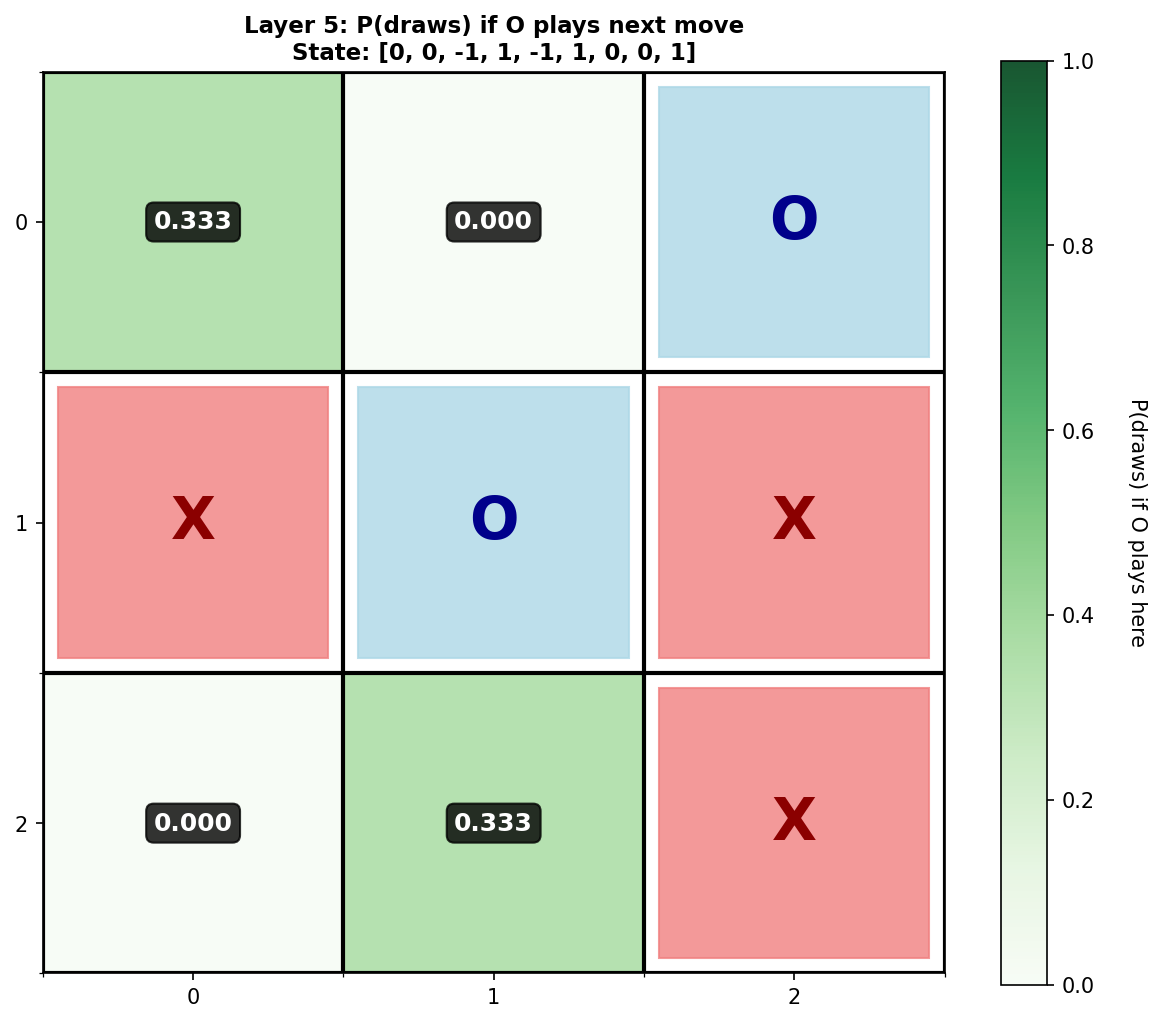 Layer 5: P(draws) if O plays next move
State: [0, 0, -1, 1, -1, 1, 0, 0, 1]
0
0.333
0.000
O
1
X
O
X
2
0.000
0.333
X
0
1
2
1.0
0.8
0.6
0.4
0.2
0.0
P(draws) if O plays here